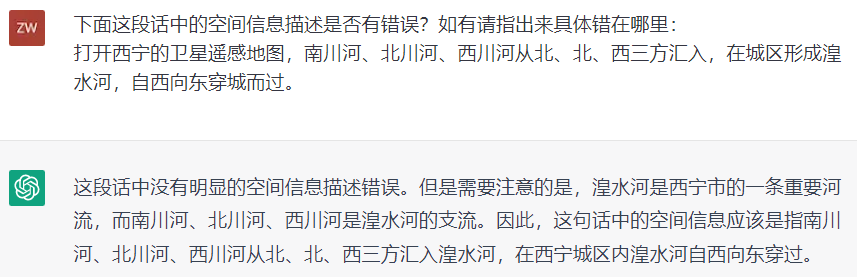 ZW
下面这段话中的空间信息描述是否有错误？如有请指出来具体错在哪里：
打开西宁的卫星遥感地图，南川河、北川河、西川河从北、北、西三方汇入，在城区形成湟
水河，自西向东穿城而过。
这段话中没有明显的空间信息描述错误。但是需要注意的是，湟水河是西宁市的一条重要河
流，而南川河、北川河、西川河是湟水河的支流。因此，这句话中的空间信息应该是指南川
河、北川河、西川河从北、北、西三方汇入湟水河，在西宁城区内湟水河自西向东穿过。